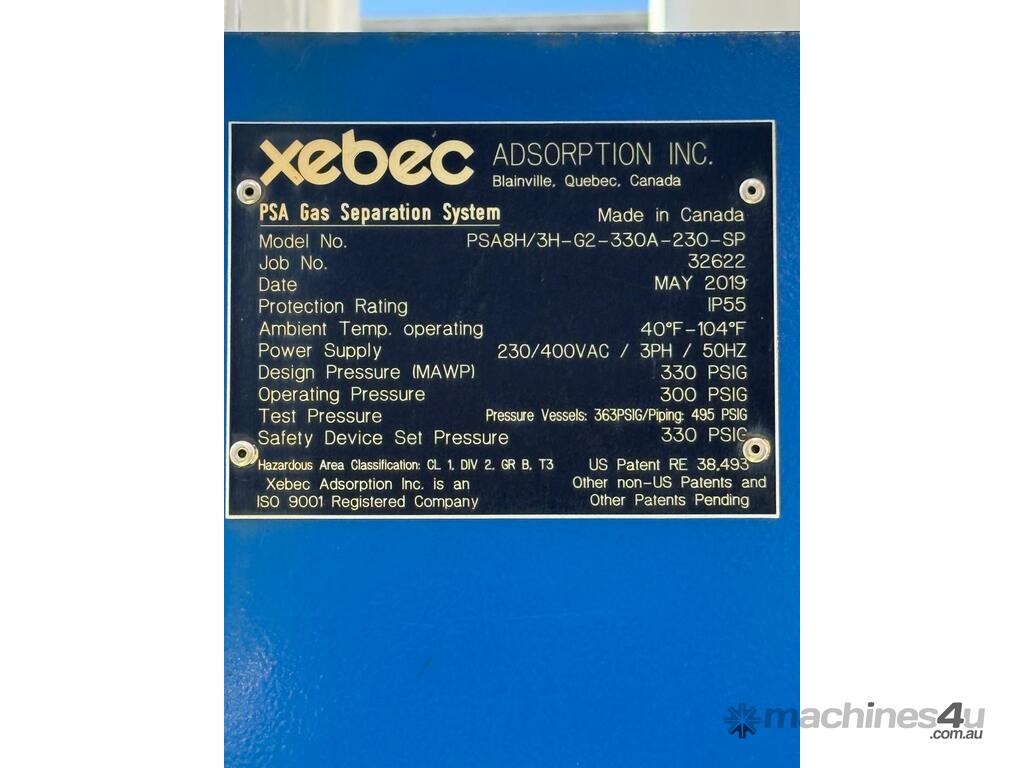 xebec ADSORPTION INC.
Blainville, Quebec, Canada
PSA Gas Separation System Made in Canada
Model No. PSA8H/3H-G2-330A-230-SP
Job No. 32622
Date MAY 2019
Protection Rating IP55
Ambient Temp. operating 40°F-104°F
Power Supply 230/400VAC / 3PH / 50HZ
Design Pressure (MAWP) 330 PSIG
Operating Pressure 300 PSIG
Test Pressure Pressure Vessels: 363PSIG/Piping: 495 PSIG
Safety Device Set Pressure 330 PSIG
Hazardous Area Classification: CL 1, DIV 2, GR B, T3 US Patent RE 38,493
Xebec Adsorption Inc. is an Other non-US Patents and
ISO 9001 Registered Company Other Patents Pending
machines4u
.com.au